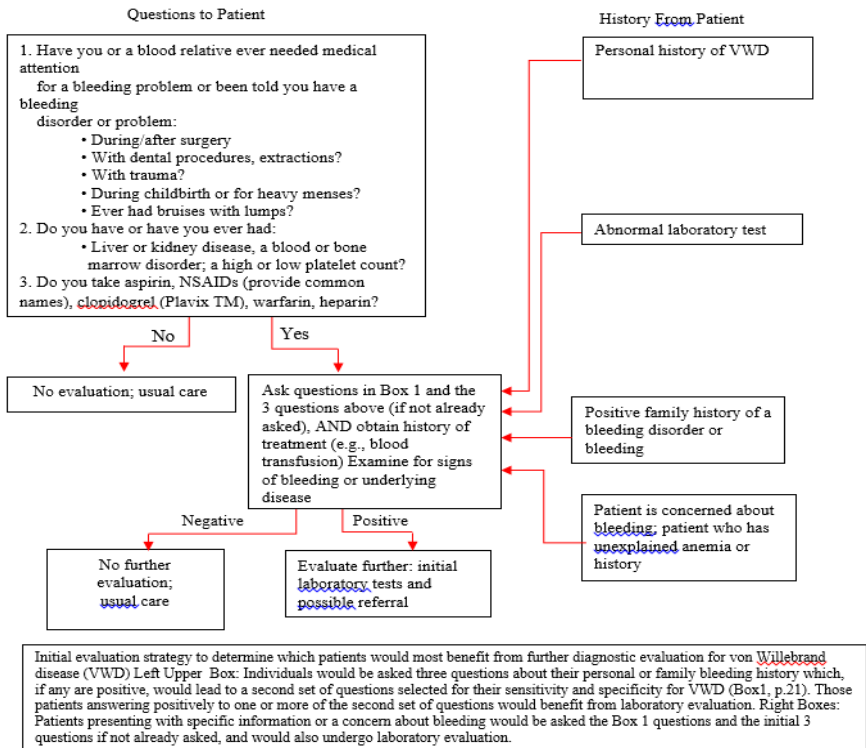 Questions to Patient
1. Have you or a blood relative ever needed medical
attention
for a bleeding problem or been told you have a
bleeding
disorder or problem:
• During/after surgery
• With dental procedures, extractions?
• With trauma?
• During childbirth or for heavy menses?
• Ever had bruises with lumps?
2. Do you have or have you ever had:
• Liver or kidney disease, a blood or bone
marrow disorder; a high or low platelet count?
3. Do you take aspirin, NSAIDs (provide common
names), clopidogrel (Plavix TM), warfarin, heparin?
No
Yes
No evaluation; usual care
Ask questions in Box 1 and the
3 questions above (if not already
asked), AND obtain history of
treatment (e.g., blood
transfusion) Examine for signs
of bleeding or underlying
disease
Negative
Positive
No further
evaluation;
usual care
Evaluate further: initial
laboratory tests and
possible referral
History From Patient
Personal history of VWD
Abnormal laboratory test
Positive family history of a
bleeding disorder or
bleeding
Patient is concerned about
bleeding; patient who has
unexplained anemia or
history
Initial evaluation strategy to determine which patients would most benefit from further diagnostic evaluation for von Willebrand
disease (VWD) Left Upper Box: Individuals would be asked three questions about their personal or family bleeding history which,
if any are positive, would lead to a second set of questions selected for their sensitivity and specificity for VWD (Box1, p.21). Those
patients answering positively to one or more of the second set of questions would benefit from laboratory evaluation. Right Boxes:
Patients presenting with specific information or a concern about bleeding would be asked the Box 1 questions and the initial 3
questions if not already asked, and would also undergo laboratory evaluation.